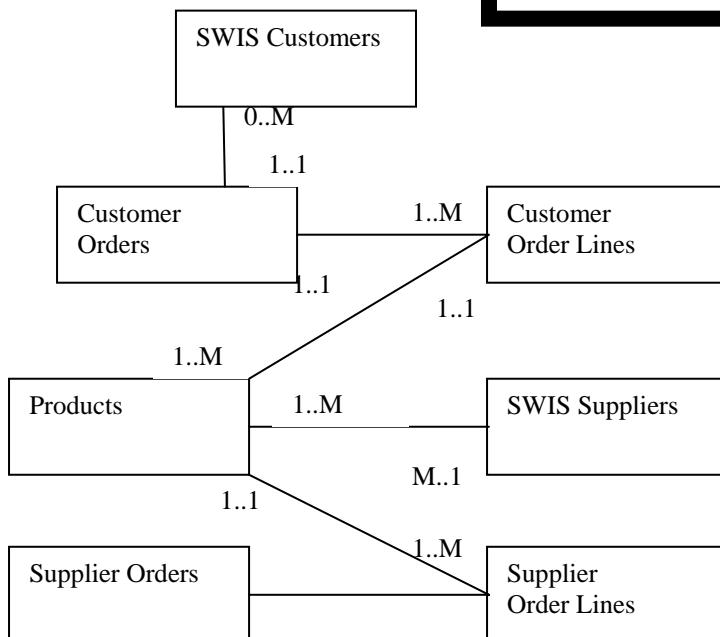 SWIS Customers
0..M
1..1
Customer
Orders
1..M
Customer
Order Lines
1..1
1..1
1..M
Products
1..M
SWIS Suppliers
M..1
1..1
1..M
Supplier Orders
Supplier
Order Lines